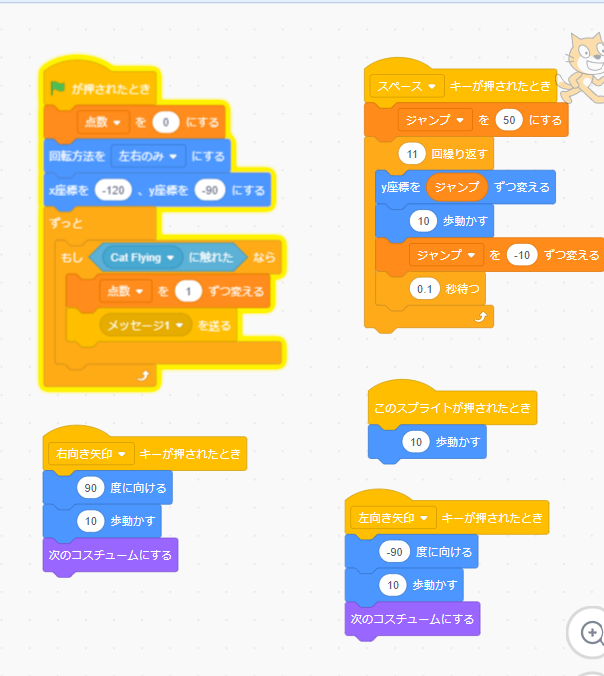 が押されたとき
点数 を 0 にする
回転方法を 左右のみ にする
x座標を -120 、y座標を -90 にする
ずっと
もし Cat Flying に触れた なら
点数 を 1 ずつ変える
メッセージ1 を送る
右向き矢印 キーが押されたとき
90 度に向ける
10 歩動かす
次のコスチュームにする
スペース キーが押されたとき
ジャンプ を 50 にする
11 回繰り返す
y座標を ジャンプ ずつ変える
10 歩動かす
ジャンプ を -10 ずつ変える
0.1 秒待つ
このスプライトが押されたとき
10 歩動かす
左向き矢印 キーが押されたとき
-90 度に向ける
10 歩動かす
次のコスチュームにする